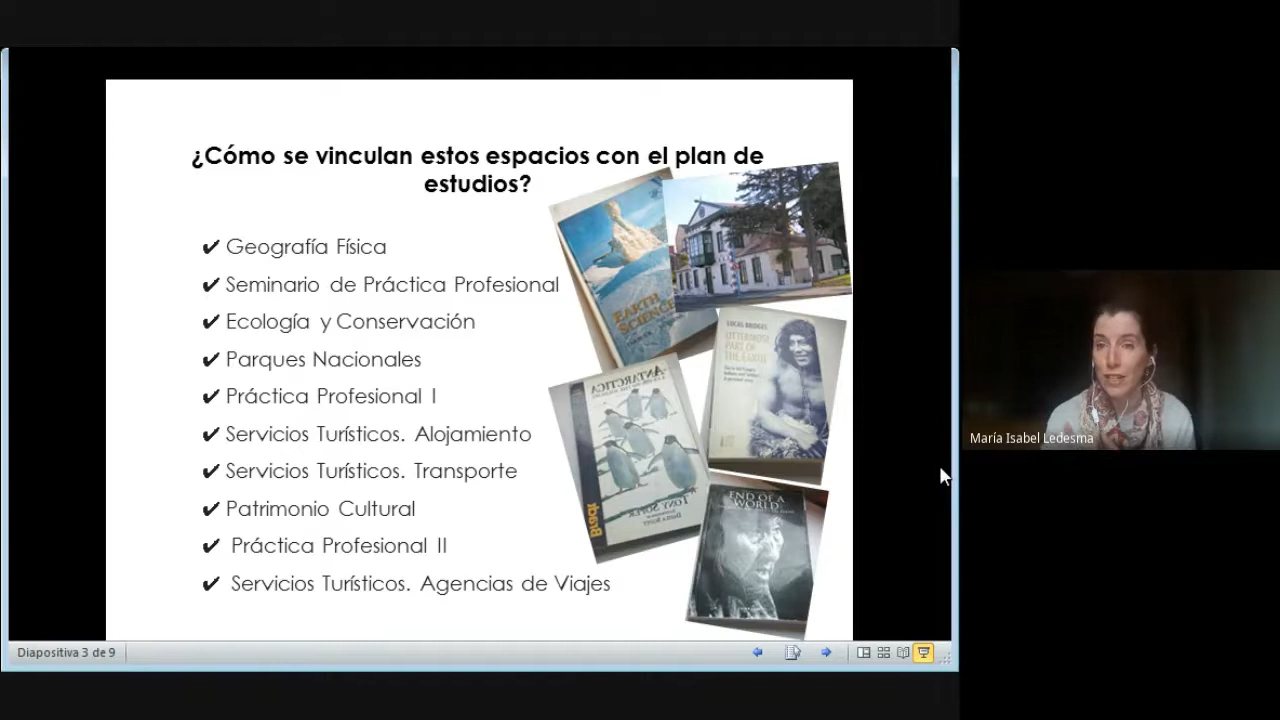 ¿Cómo se vinculan estos espacios con el plan de
estudios?
✔ Geografía Física
✔ Seminario de Práctica Profesional
✔ Ecología y Conservación
✔ Parques Nacionales
✔ Práctica Profesional I
✔ Servicios Turísticos. Alojamiento
✔ Servicios Turísticos. Transporte
✔ Patrimonio Cultural
✔ Práctica Profesional II
✔ Servicios Turísticos. Agencias de Viajes
EARTH
SCIENCE
LUCAS BRIDGES
UTTERMOST
PART OF
THE EARTH
ANTARCTICA
TONY SOPER
Bradt
END OF A
WORLD
María Isabel Ledesma
Diapositiva 3 de 9